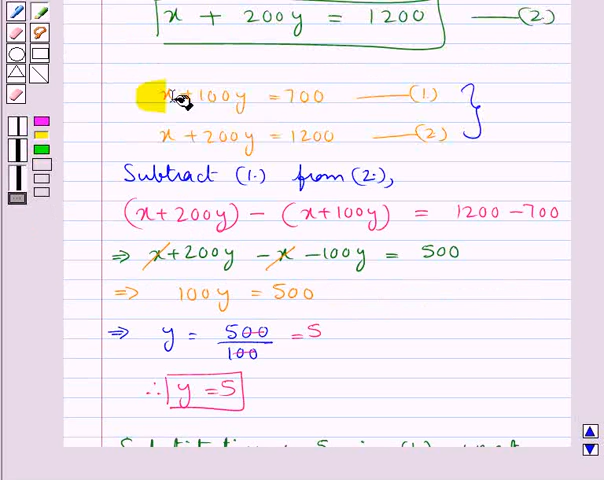 x + 200y = 1200 —(2.)
x + 100y = 700 —(1.)
x + 200y = 1200 —(2.)
Subtract (1.) from (2.),
(x+200y) - (x+100y) = 1200 - 700
⇒ x+200y - x - 100y = 500
⇒ 100y = 500
⇒ y = 500/100 = 5
∴ y = 5